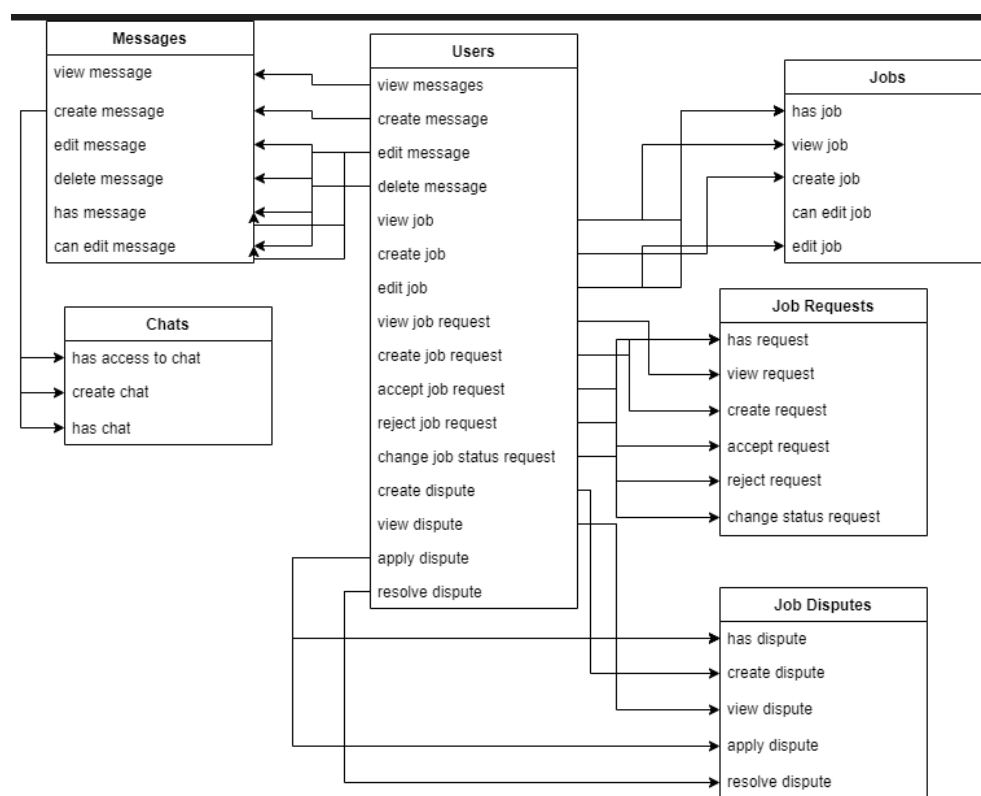 Messages
view message
create message
edit message
delete message
has message
can edit message
Users
view messages
create message
edit message
delete message
view job
create job
edit job
view job request
create job request
accept job request
reject job request
change job status request
create dispute
view dispute
apply dispute
resolve dispute
Jobs
has job
view job
create job
can edit job
edit job
Chats
has access to chat
create chat
has chat
Job Requests
has request
view request
create request
accept request
reject request
change status request
Job Disputes
has dispute
create dispute
view dispute
apply dispute
resolve dispute